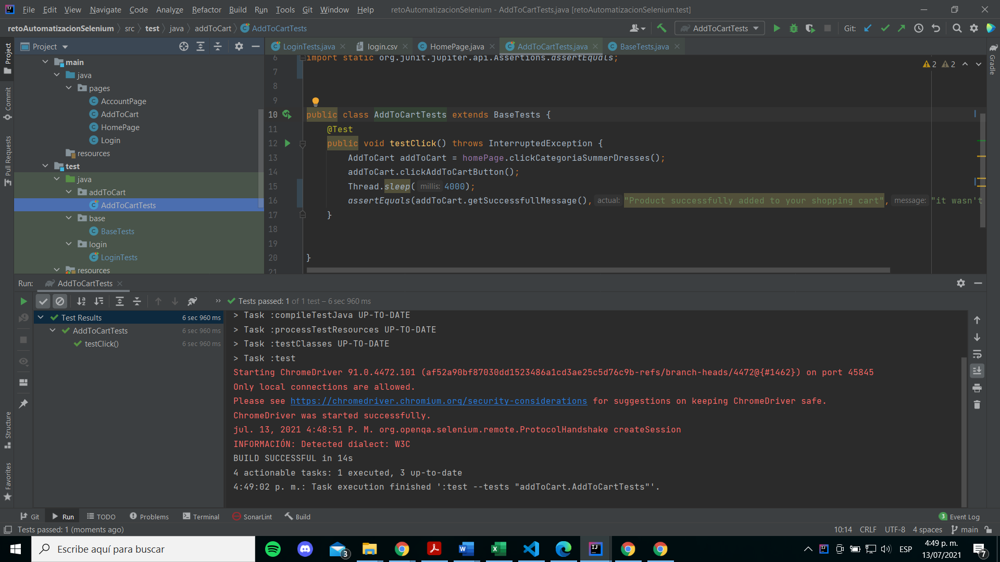 File Edit View Navigate Code Analyze Refactor Build Run Tools Git Window Help retoAutomatizacionSelenium - AddToCartTests.java [retoAutomatizacionSelenium.test]
retoAutomatizacionSelenium src test java addToCart AddToCartTests AddToCartTests Git:
Project LoginTests.java login.csv HomePage.java AddToCartTests.java BaseTests.java
Project
Commit
Pull Requests
Structure
Favorites
Gradle
main
java
pages
AccountPage
AddToCart
HomePage
Login
resources
test
java
addToCart
AddToCartTests
base
BaseTests
login
LoginTests
resources
2 2
6 import static org.junit.jupiter.api.Assertions.assertEquals;
7
8
9
10 public class AddToCartTests extends BaseTests {
11 @Test
12 public void testClick() throws InterruptedException {
13 AddToCart addToCart = homePage.clickCategoriaSummerDresses();
14 addToCart.clickAddToCartButton();
15 Thread.sleep( millis: 4000);
16 assertEquals(addToCart.getSuccessfullMessage(), actual: "Product successfully added to your shopping cart", message: "it wasn't
17 }
18
19
20 }
21
Run: AddToCartTests
Tests passed: 1 of 1 test – 6 sec 960 ms
Test Results 6 sec 960 ms
AddToCartTests 6 sec 960 ms
testClick() 6 sec 960 ms
> Task :compileTestJava UP-TO-DATE
> Task :processTestResources UP-TO-DATE
> Task :testClasses UP-TO-DATE
> Task :test
Starting ChromeDriver 91.0.4472.101 (af52a90bf87030dd1523486a1cd3ae25c5d76c9b-refs/branch-heads/4472@{#1462}) on port 45845
Only local connections are allowed.
Please see https://chromedriver.chromium.org/security-considerations for suggestions on keeping ChromeDriver safe.
ChromeDriver was started successfully.
jul. 13, 2021 4:48:51 P. M. org.openqa.selenium.remote.ProtocolHandshake createSession
INFORMACIÓN: Detected dialect: W3C
BUILD SUCCESSFUL in 14s
4 actionable tasks: 1 executed, 3 up-to-date
4:49:02 p. m.: Task execution finished ':test --tests "addToCart.AddToCartTests"'.
Git Run TODO Problems Terminal SonarLint Build 3 Event Log
Tests passed: 1 (moments ago) 10:14 CRLF UTF-8 4 spaces main
Escribe aquí para buscar 3 ESP 4:49 p. m.
13/07/2021 7